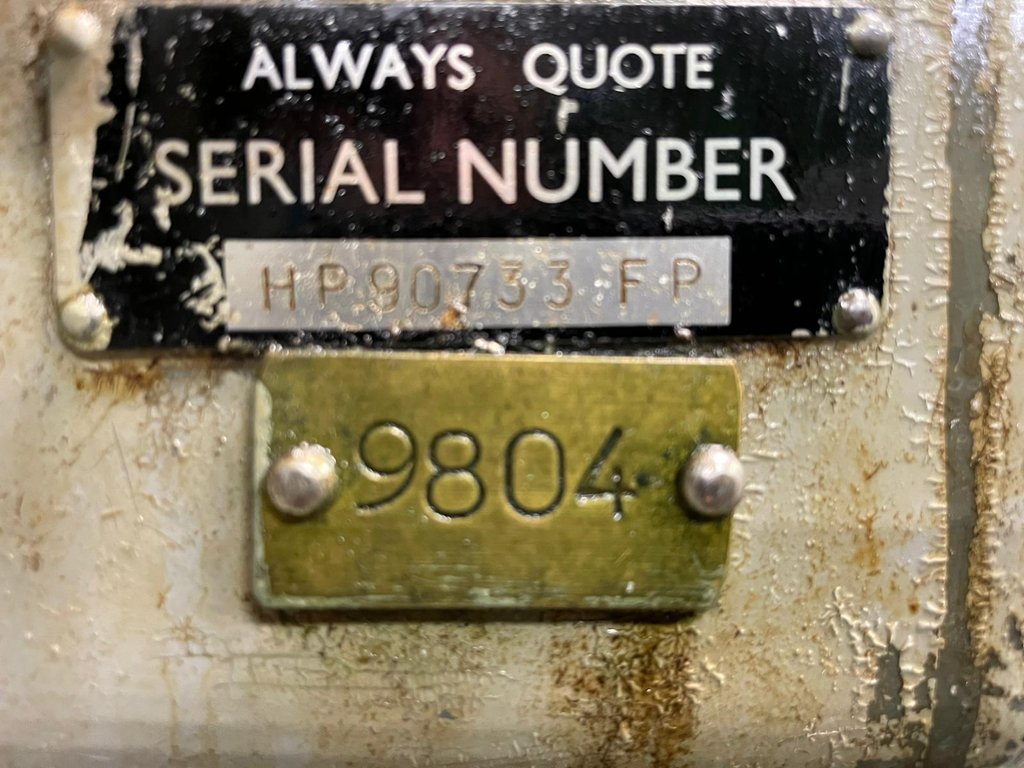 ALWAYS QUOTE
SERIAL NUMBER
HP90733 FP
9804